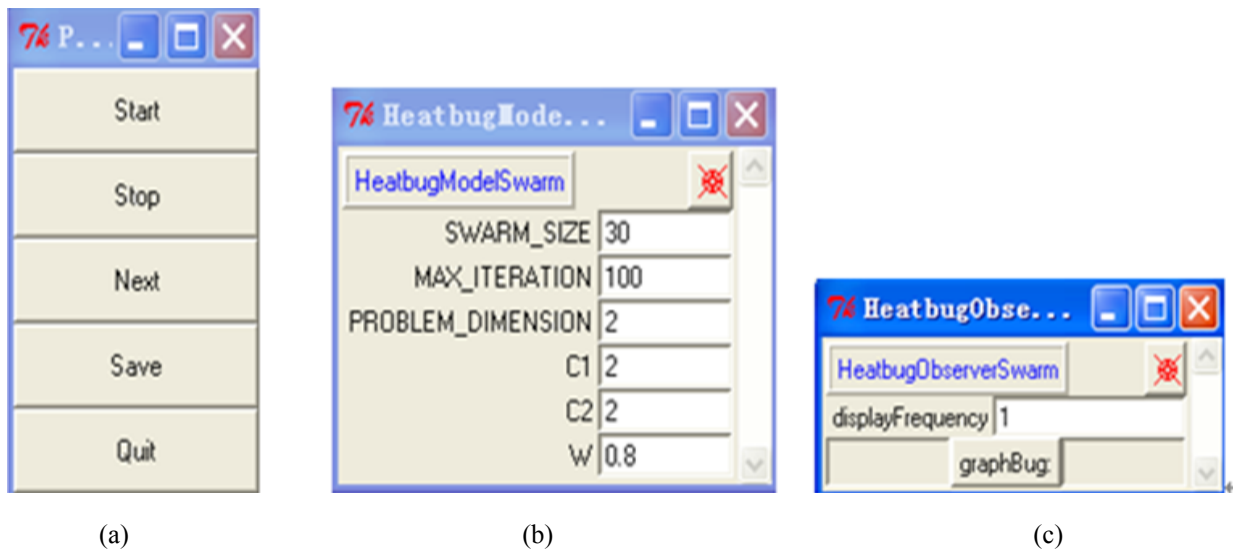 P...
Start
Stop
Next
Save
Quit
HeatbugMode...
HeatbugModelSwarm
SWARM_SIZE 30
MAX_ITERATION 100
PROBLEM_DIMENSION 2
C1 2
C2 2
W 0.8
HeatbugObse...
HeatbugObserverSwarm
displayFrequency 1
graphBug:
(a) (b) (c)